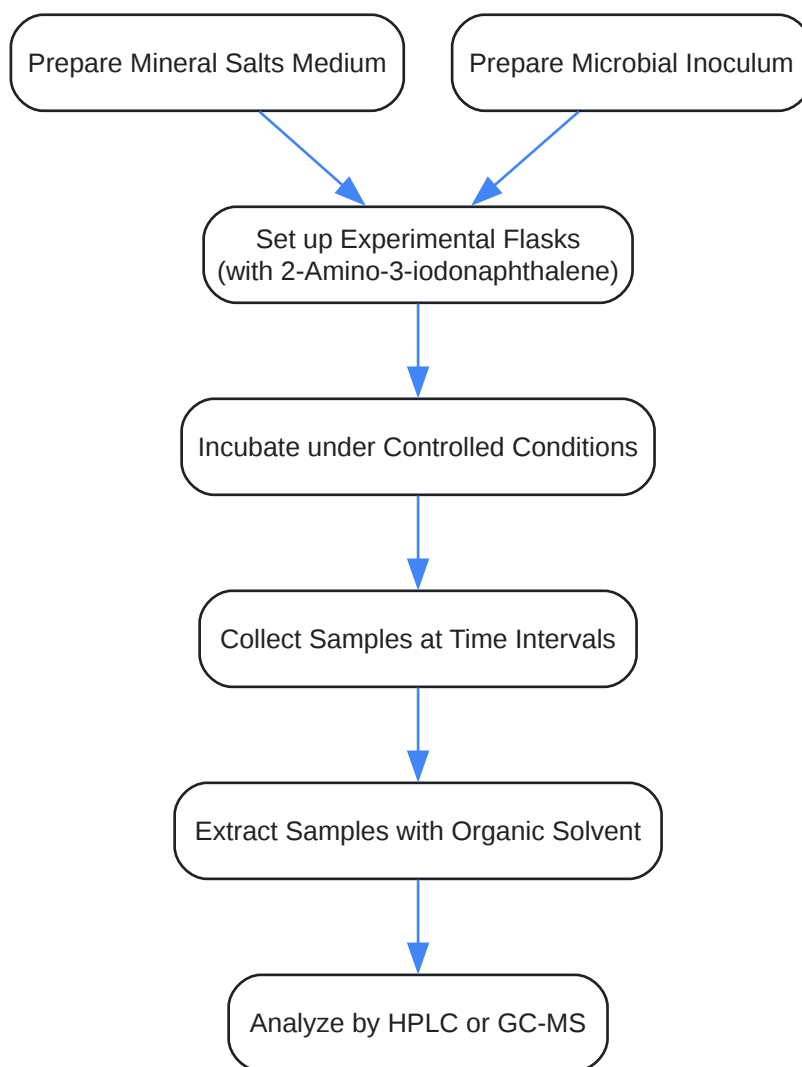 Prepare Mineral Salts Medium
Prepare Microbial Inoculum
Set up Experimental Flasks
(with 2-Amino-3-iodonaphthalene)
Incubate under Controlled Conditions
Collect Samples at Time Intervals
Extract Samples with Organic Solvent
Analyze by HPLC or GC-MS